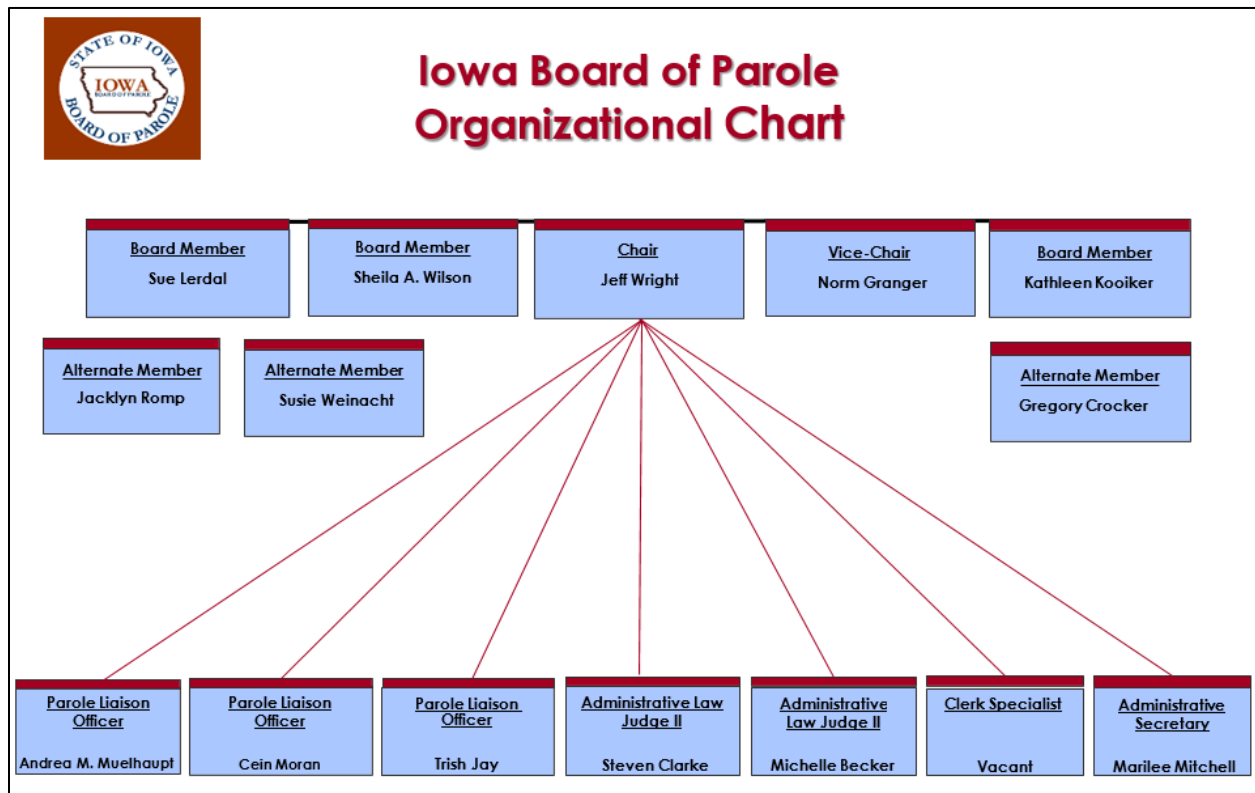 STATE OF IOWA
IOWA
BOARD OF PAROLE
BOARD OF PAROLE
Iowa Board of Parole
Organizational Chart
Board Member
Sue Lerdal
Board Member
Sheila A. Wilson
Chair
Jeff Wright
Vice-Chair
Norm Granger
Board Member
Kathleen Kooiker
Alternate Member
Jacklyn Romp
Alternate Member
Susie Weinacht
Alternate Member
Gregory Crocker
Parole Liaison
Officer
Andrea M. Muelhaupt
Parole Liaison
Officer
Cein Moran
Parole Liaison
Officer
Trish Jay
Administrative Law
Judge II
Steven Clarke
Administrative
Law Judge II
Michelle Becker
Clerk Specialist
Vacant
Administrative
Secretary
Marilee Mitchell